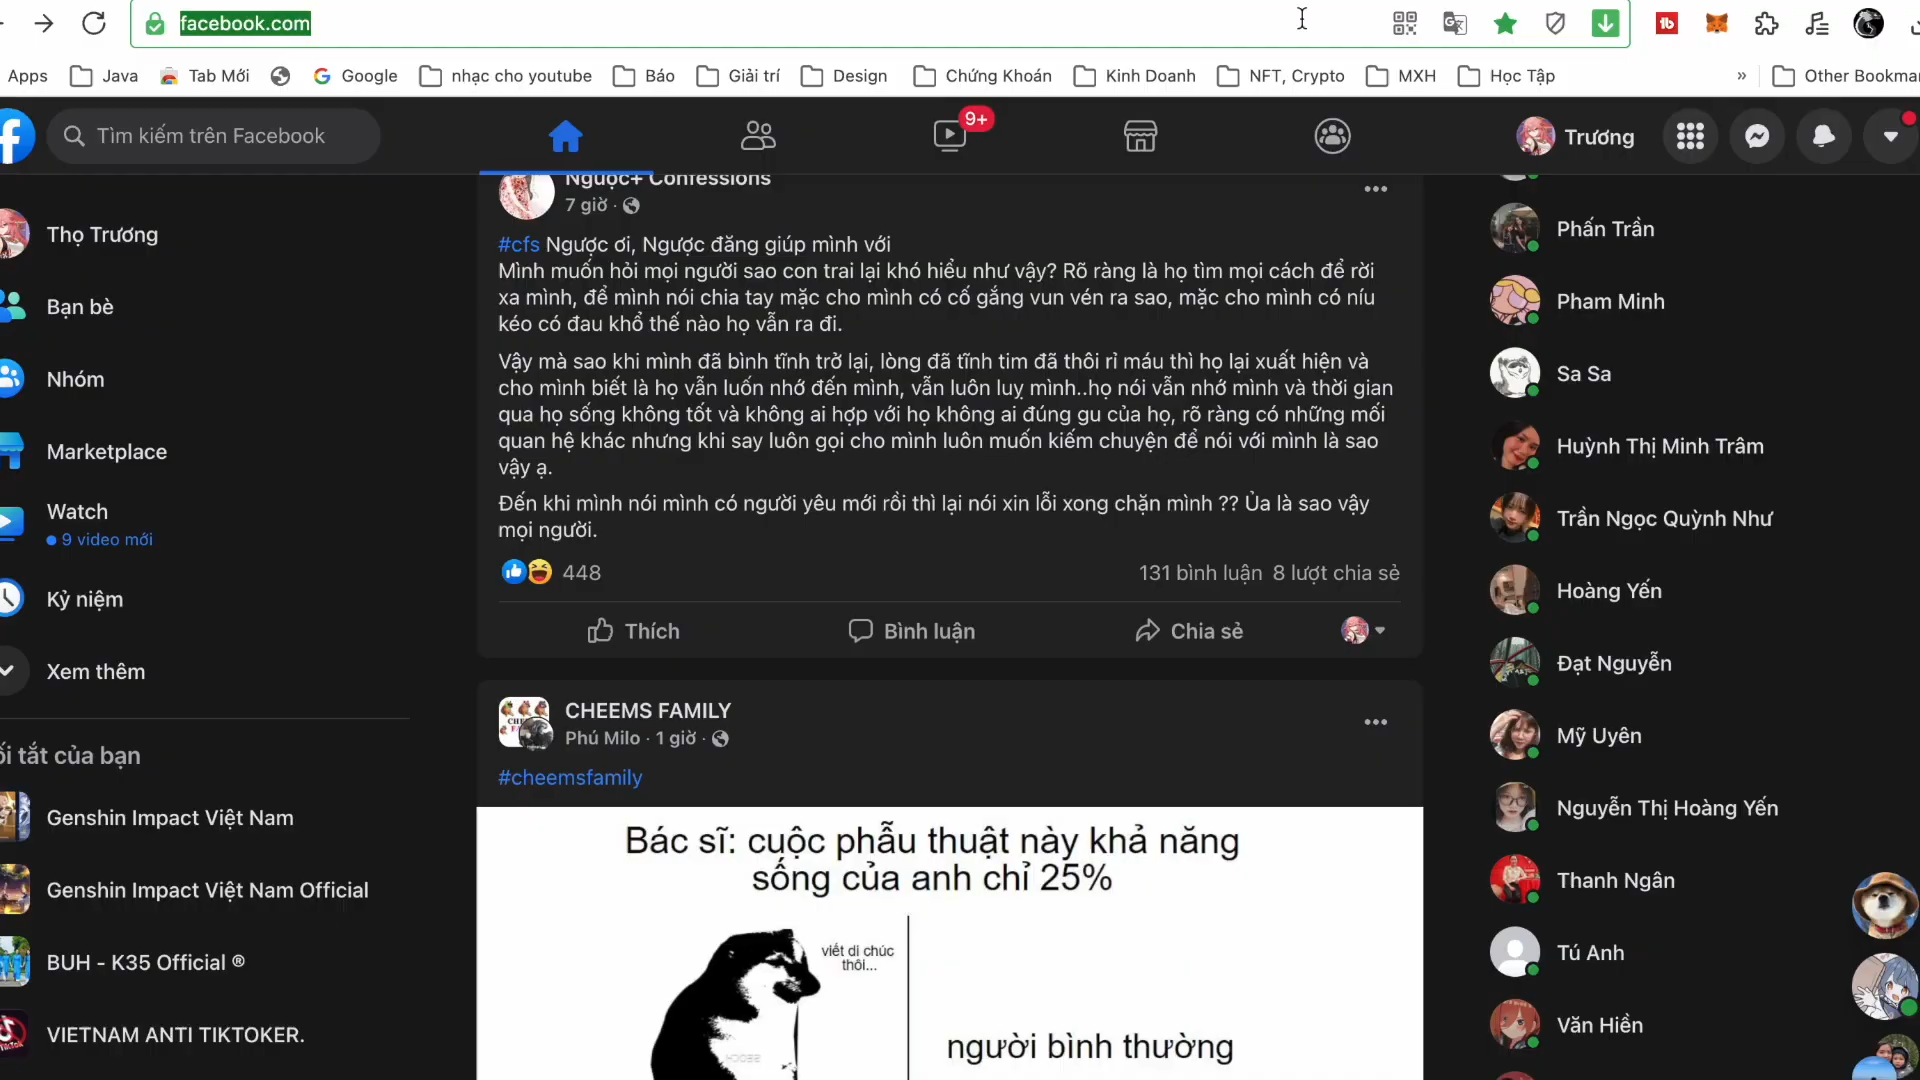 facebook.com
Apps
Java
Tab Mới
Google
nhạc cho youtube
Báo
Giải trí
Design
Chứng Khoán
Kinh Doanh
NFT, Crypto
MXH
Học Tập
»
Other Bookmar
Tìm kiếm trên Facebook
9+
Trương
Thọ Trương
Bạn bè
Nhóm
Marketplace
Watch
9 video mới
Kỷ niệm
Xem thêm
ối tắt của bạn
Genshin Impact Việt Nam
Genshin Impact Việt Nam Official
BUH - K35 Official ®
VIETNAM ANTI TIKTOKER.
Ngược+ Confessions
7 giờ ·
#cfs Ngược ơi, Ngược đăng giúp mình với
Mình muốn hỏi mọi người sao con trai lại khó hiểu như vậy? Rõ ràng là họ tìm mọi cách để rời
xa mình, để mình nói chia tay mặc cho mình có cố gắng vun vén ra sao, mặc cho mình có níu
kéo có đau khổ thế nào họ vẫn ra đi.
Vậy mà sao khi mình đã bình tĩnh trở lại, lòng đã tĩnh tim đã thôi rỉ máu thì họ lại xuất hiện và
cho mình biết là họ vẫn luốn nhớ đến mình, vẫn luôn luỵ mình..họ nói vẫn nhớ mình và thời gian
qua họ sống không tốt và không ai hợp với họ không ai đúng gu của họ, rõ ràng có những mối
quan hệ khác nhưng khi say luôn gọi cho mình luôn muốn kiếm chuyện để nói với mình là sao
vậy ạ.
Đến khi mình nói mình có người yêu mới rồi thì lại nói xin lỗi xong chặn mình ?? Ủa là sao vậy
mọi người.
448
131 bình luận 8 lượt chia sẻ
Thích
Bình luận
Chia sẻ
CHEEMS FAMILY
Phú Milo · 1 giờ ·
#cheemsfamily
Bác sĩ: cuộc phẫu thuật này khả năng
sống của anh chỉ 25%
viết di chúc
thôi...
người bình thường
Phấn Trần
Pham Minh
Sa Sa
Huỳnh Thị Minh Trâm
Trần Ngọc Quỳnh Như
Hoàng Yến
Đạt Nguyễn
Mỹ Uyên
Nguyễn Thị Hoàng Yến
Thanh Ngân
Tú Anh
Văn Hiền